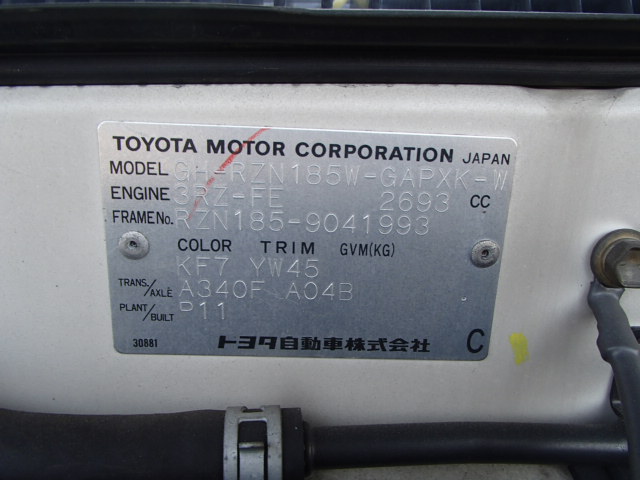 TOYOTA MOTOR CORPORATION JAPAN
MODEL GH-RZN185W-GAPXK-W
ENGINE 3RZ-FE 2693 CC
FRAME No. RZN185-9041993
COLOR TRIM GVM(KG)
KF7 YW45
TRANS./AXLE A340F A04B
PLANT/BUILT P11
30881 トヨタ自動車株式会社 C